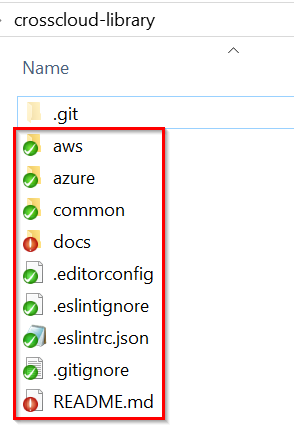 crosscloud-library
Name
.git
aws
azure
common
docs
.editorconfig
.eslintignore
.eslintrc.json
.gitignore
README.md